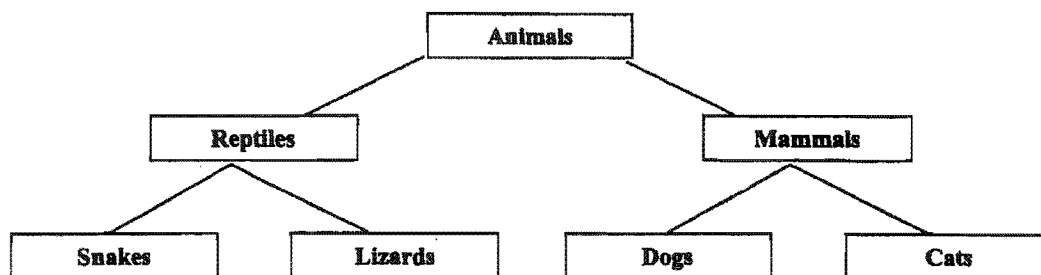 Animals
Reptiles
Mammals
Snakes
Lizards
Dogs
Cats